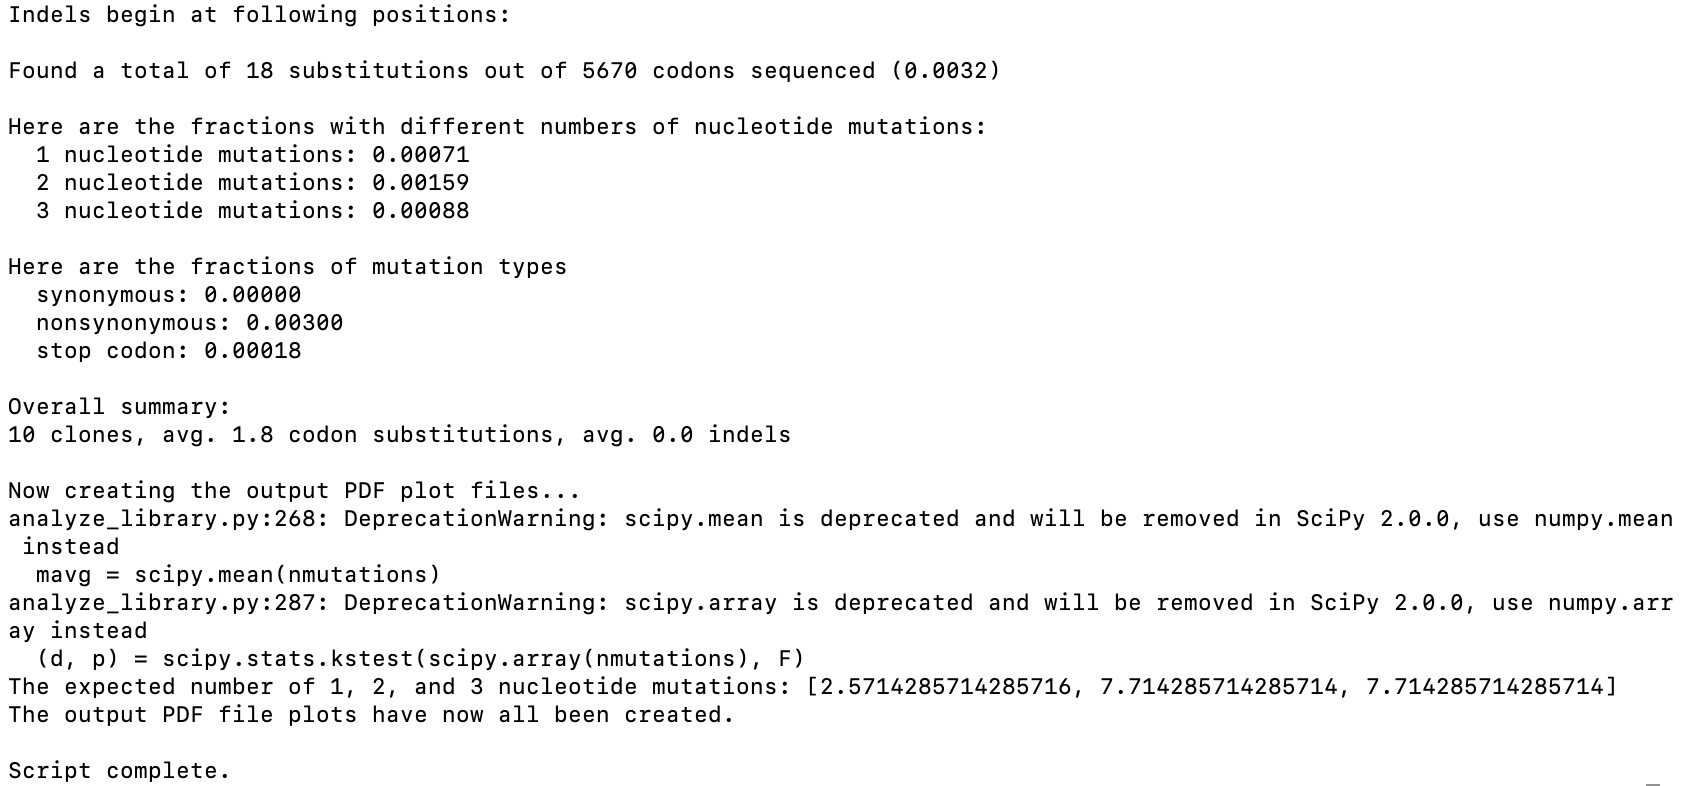 Indels begin at following positions:
Found a total of 18 substitutions out of 5670 codons sequenced (0.0032)
Here are the fractions with different numbers of nucleotide mutations:
1 nucleotide mutations: 0.00071
2 nucleotide mutations: 0.00159
3 nucleotide mutations: 0.00088
Here are the fractions of mutation types
synonymous: 0.00000
nonsynonymous: 0.00300
stop codon: 0.00018
Overall summary:
10 clones, avg. 1.8 codon substitutions, avg. 0.0 indels
Now creating the output PDF plot files...
analyze_library.py:268: DeprecationWarning: scipy.mean is deprecated and will be removed in SciPy 2.0.0, use numpy.mean
instead
mavg = scipy.mean(nmutations)
analyze_library.py:287: DeprecationWarning: scipy.array is deprecated and will be removed in SciPy 2.0.0, use numpy.arr
ay instead
(d, p) = scipy.stats.kstest(scipy.array(nmutations), F)
The expected number of 1, 2, and 3 nucleotide mutations: [2.5714285714285716, 7.714285714285714, 7.714285714285714]
The output PDF file plots have now all been created.
Script complete.